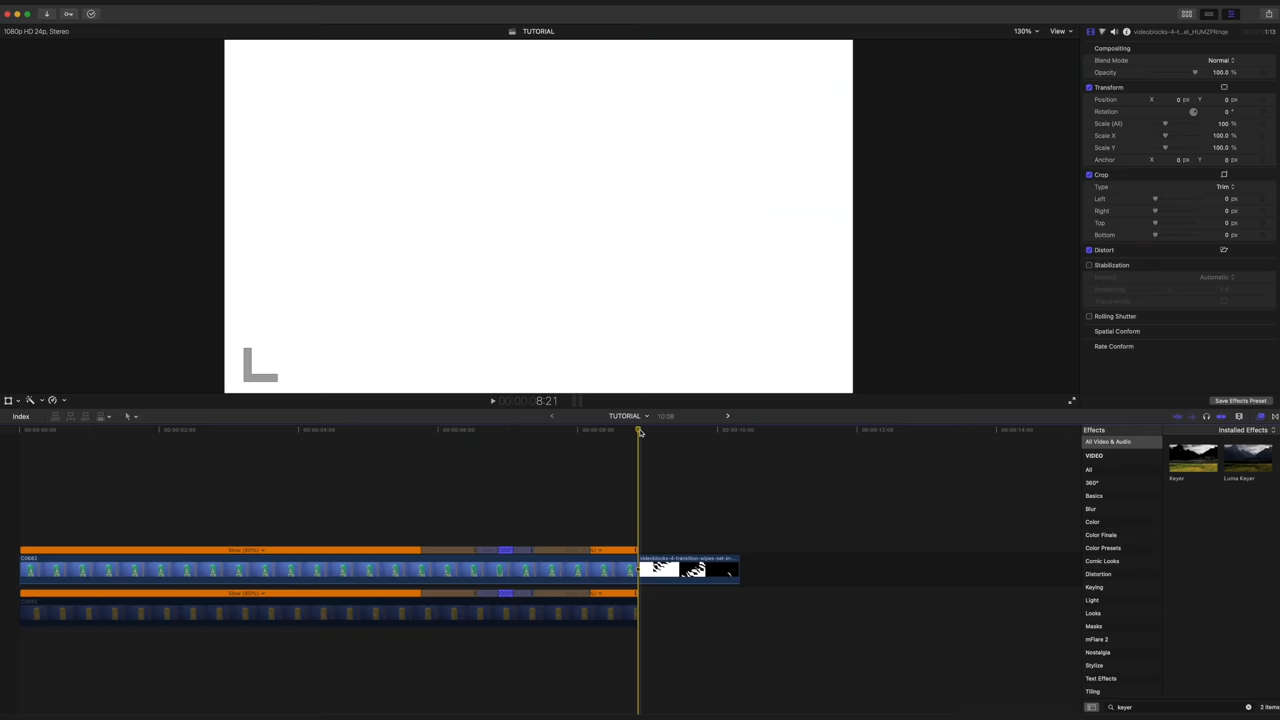 1080p HD 24p, Stereo
TUTORIAL
130%
View
1:13
Compositing
Blend Mode
Normal
Opacity
100.0 %
Transform
Position
X
0 px
Y
0 px
Rotation
0 °
Scale (All)
100 %
Scale X
100.0 %
Scale Y
100.0 %
Anchor
X
0 px
Y
0 px
Crop
Type
Trim
Left
0 px
Right
0 px
Top
0 px
Bottom
0 px
Distort
Stabilization
Automatic
Rolling Shutter
Spatial Conform
Rate Conform
8:21
Save Effects Preset
Index
TUTORIAL
10:08
00:00:00:00
00:00:02:00
00:00:04:00
00:00:06:00
00:00:08:00
00:00:10:00
00:00:12:00
00:00:14:00
Effects
Installed Effects
All Video & Audio
VIDEO
All
360°
Basics
Blur
Color
Color Finale
Color Presets
Comic Looks
Distortion
Keying
Light
Looks
Masks
mFlare 2
Nostalgia
Stylize
Text Effects
Tiling
Keyer
Luma Keyer
Slow (80%)
C0662
videoblocks-4-transition-wipes-set-in-...
Slow (80%)
C0662
keyer
2 items